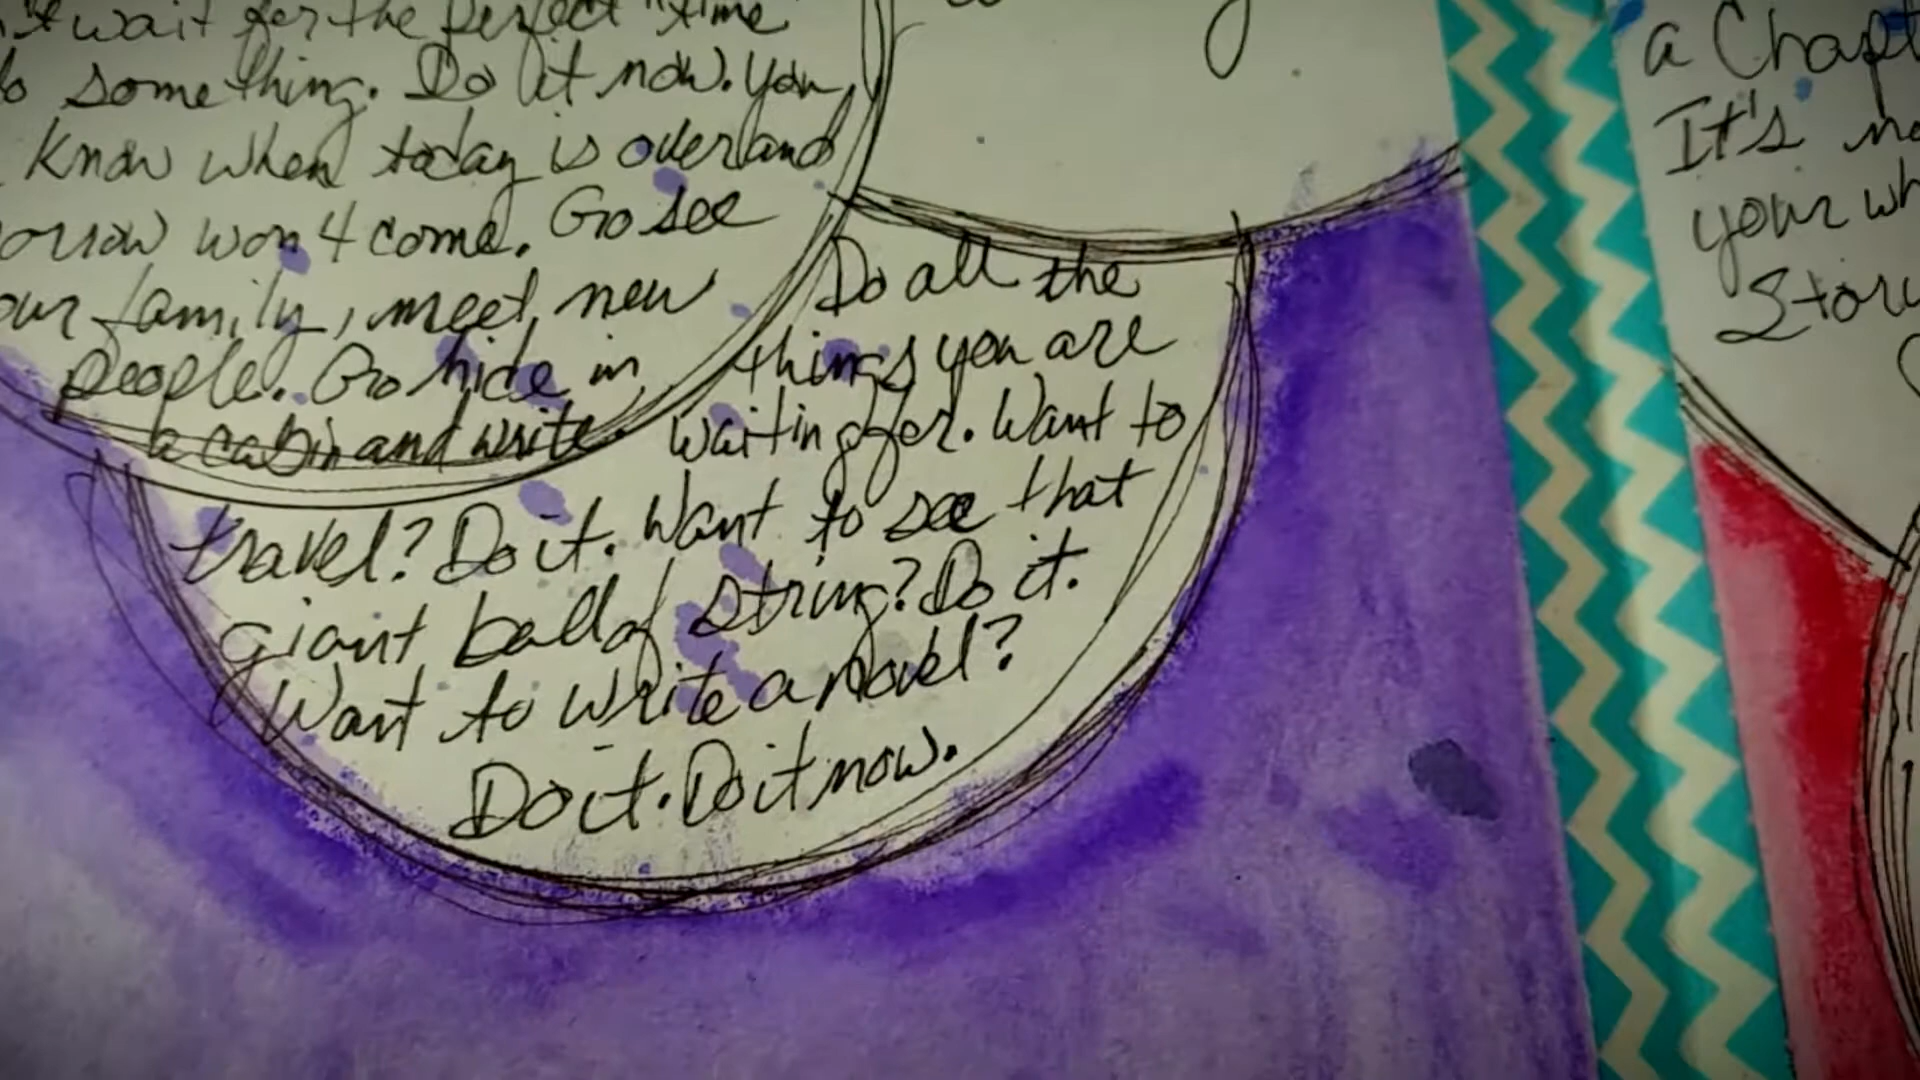 wait for the perfect "time
something. Do it now. You
know when today is over and
won't come. Go see
family, meet new
people. Go hide in
a cabin and write.
Do all the
things you are
waiting for. Want to
travel? Do it. Want to see that
giant ball of string? Do it.
Want to write a novel?
Do it. Do it now.
a Chapt
It's
your wh
Story